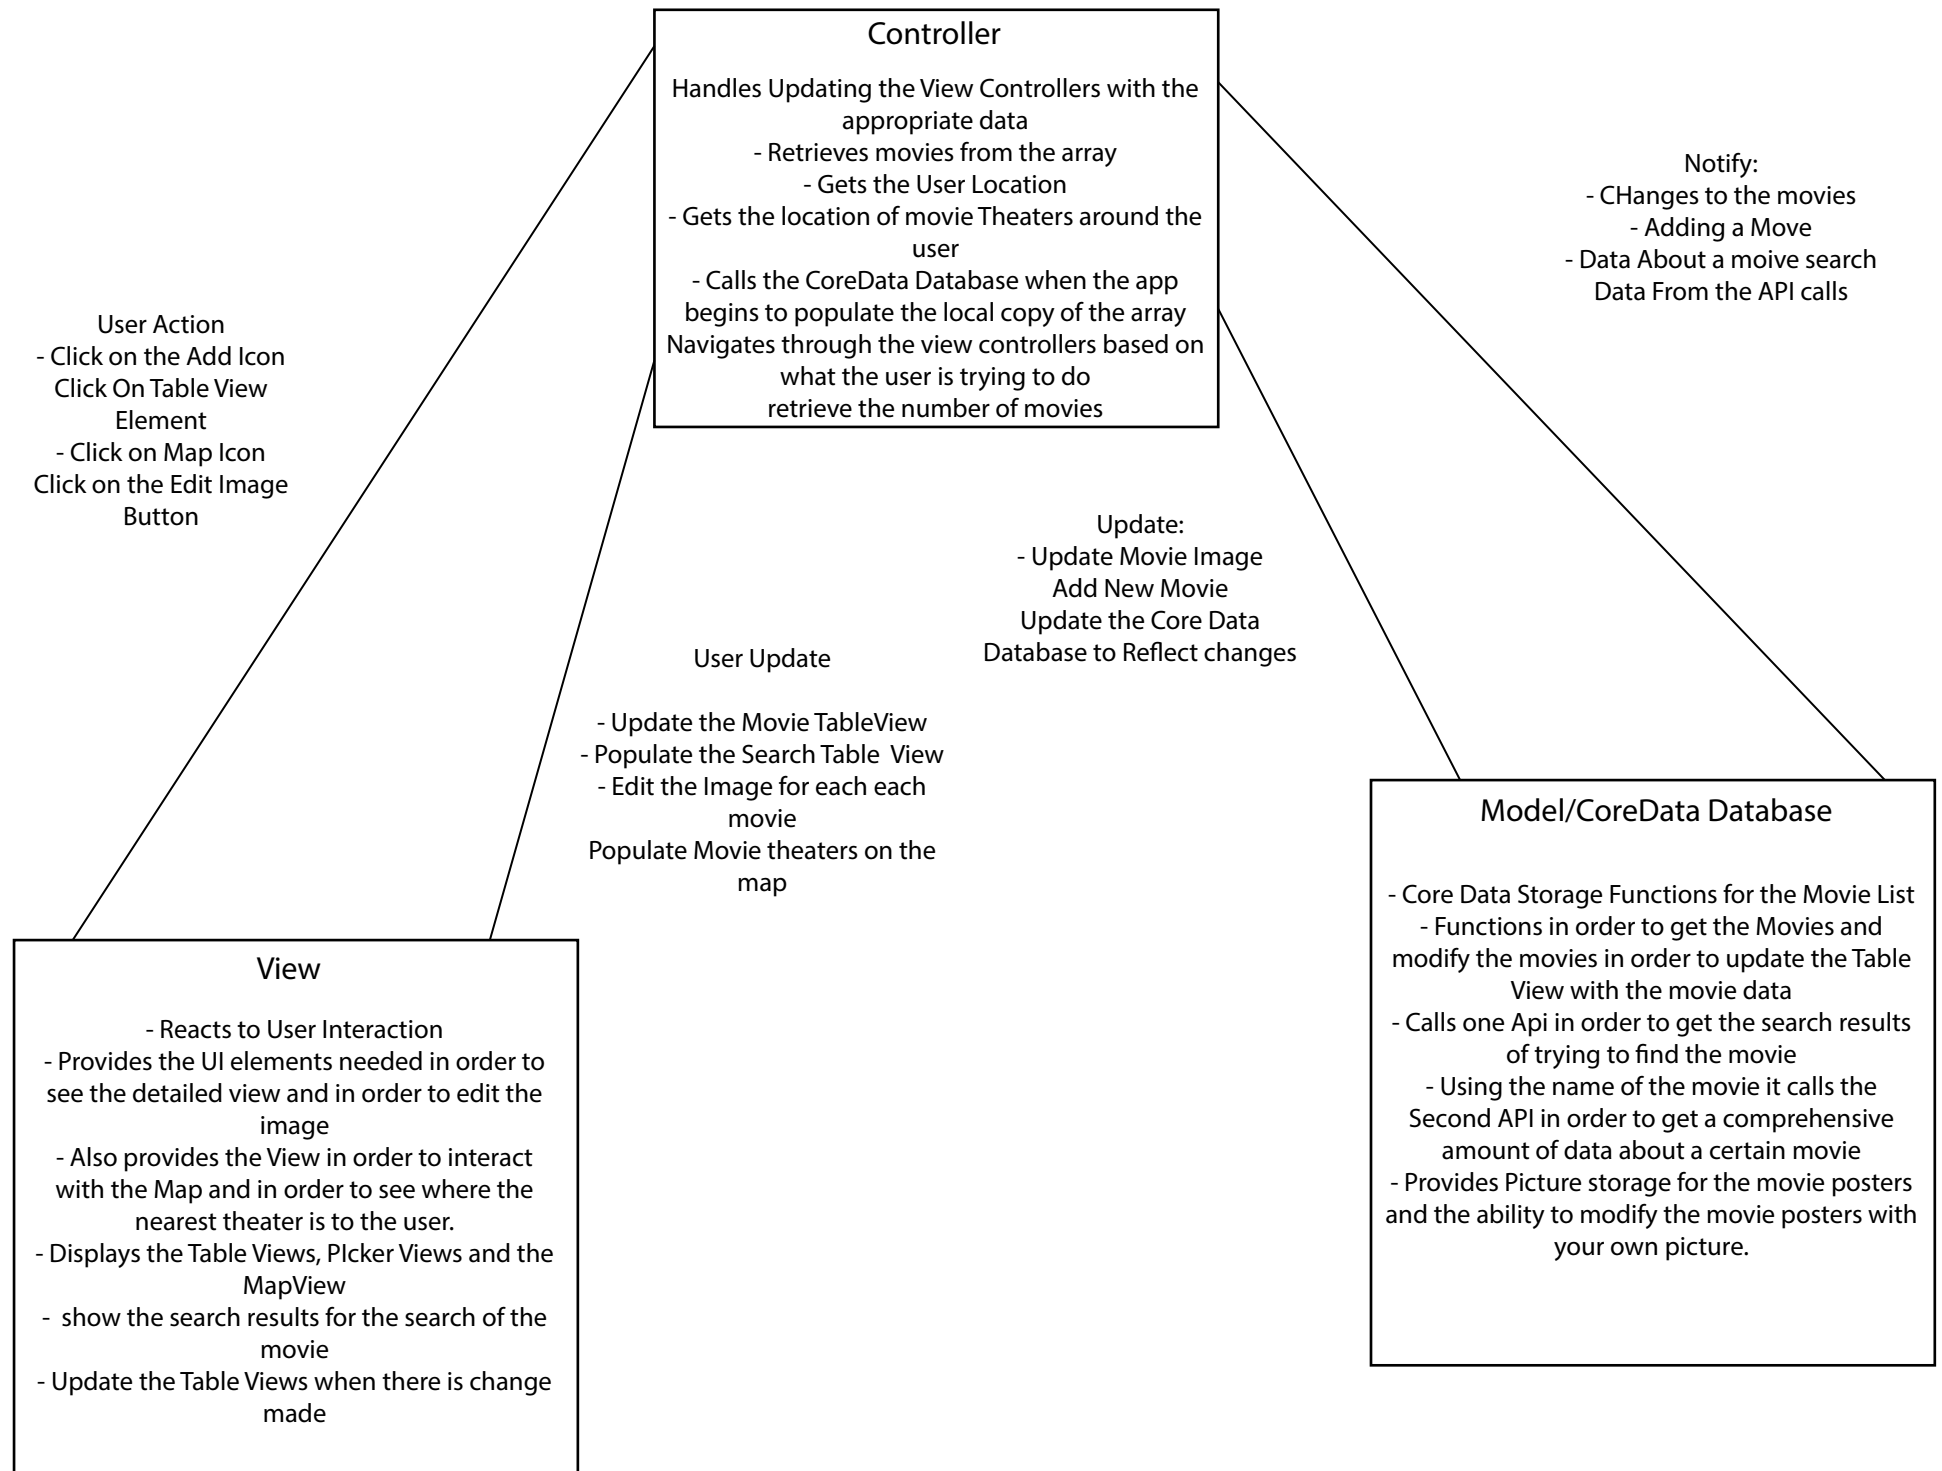 Controller
Handles Updating the View Controllers with the
appropriate data
- Retrieves movies from the array
- Gets the User Location
- Gets the location of movie Theaters around the
user
- Calls the CoreData Database when the app
begins to populate the local copy of the array
Navigates through the view controllers based on
what the user is trying to do
retrieve the number of movies
Notify:
- CHanges to the movies
- Adding a Move
- Data About a moive search
Data From the API calls
User Action
- Click on the Add Icon
Click On Table View
Element
- Click on Map Icon
Click on the Edit Image
Button
Update:
- Update Movie Image
Add New Movie
Update the Core Data
Database to Reflect changes
User Update
- Update the Movie TableView
- Populate the Search Table  View
- Edit the Image for each each
movie
Populate Movie theaters on the
map
Model/CoreData Database
- Core Data Storage Functions for the Movie List
- Functions in order to get the Movies and
modify the movies in order to update the Table
View with the movie data
- Calls one Api in order to get the search results
of trying to find the movie
- Using the name of the movie it calls the
Second API in order to get a comprehensive
amount of data about a certain movie
- Provides Picture storage for the movie posters
and the ability to modify the movie posters with
your own picture.
View
- Reacts to User Interaction
- Provides the UI elements needed in order to
see the detailed view and in order to edit the
image
- Also provides the View in order to interact
with the Map and in order to see where the
nearest theater is to the user.
- Displays the Table Views, PIcker Views and the
MapView
-  show the search results for the search of the
movie
- Update the Table Views when there is change
made